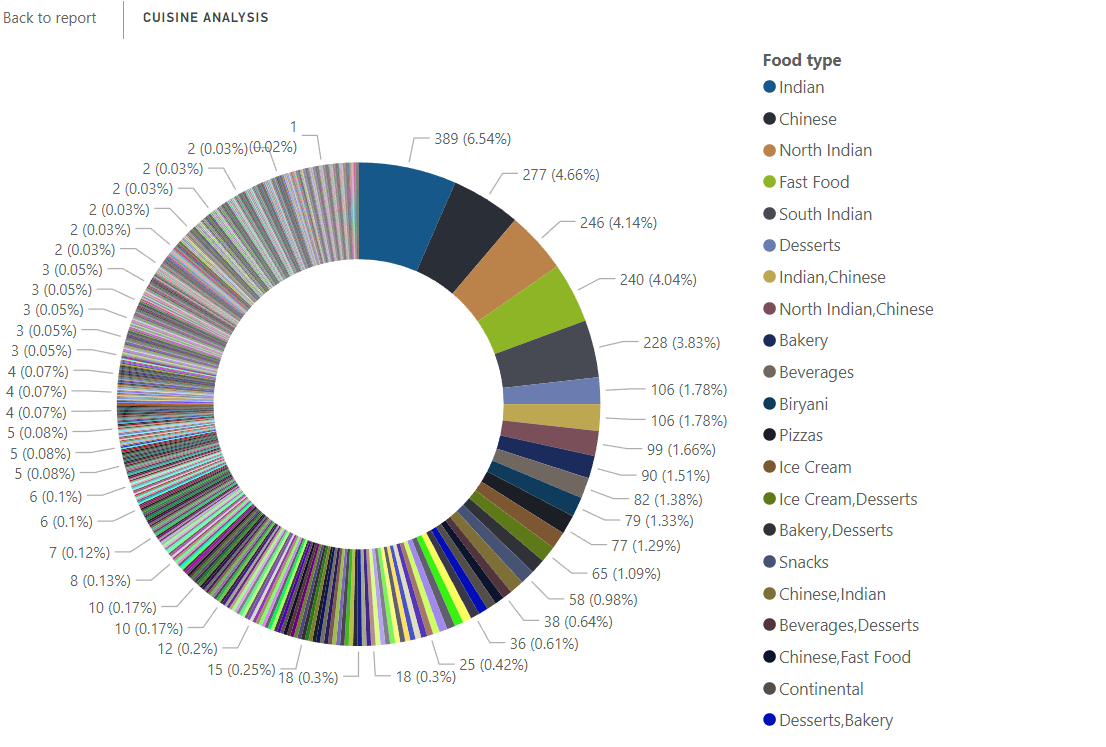 Back to report
CUISINE ANALYSIS
389 (6.54%)
277 (4.66%)
246 (4.14%)
240 (4.04%)
228 (3.83%)
106 (1.78%)
106 (1.78%)
99 (1.66%)
90 (1.51%)
82 (1.38%)
79 (1.33%)
77 (1.29%)
65 (1.09%)
58 (0.98%)
38 (0.64%)
36 (0.61%)
25 (0.42%)
18 (0.3%)
18 (0.3%)
15 (0.25%)
12 (0.2%)
10 (0.17%)
10 (0.17%)
8 (0.13%)
7 (0.12%)
6 (0.1%)
6 (0.1%)
5 (0.08%)
5 (0.08%)
5 (0.08%)
4 (0.07%)
4 (0.07%)
4 (0.07%)
3 (0.05%)
3 (0.05%)
3 (0.05%)
3 (0.05%)
3 (0.05%)
2 (0.03%)
2 (0.03%)
2 (0.03%)
2 (0.03%)
2 (0.03%)
2 (0.03%)
1
(0.02%)
Food type
Indian
Chinese
North Indian
Fast Food
South Indian
Desserts
Indian,Chinese
North Indian,Chinese
Bakery
Beverages
Biryani
Pizzas
Ice Cream
Ice Cream,Desserts
Bakery,Desserts
Snacks
Chinese,Indian
Beverages,Desserts
Chinese,Fast Food
Continental
Desserts,Bakery